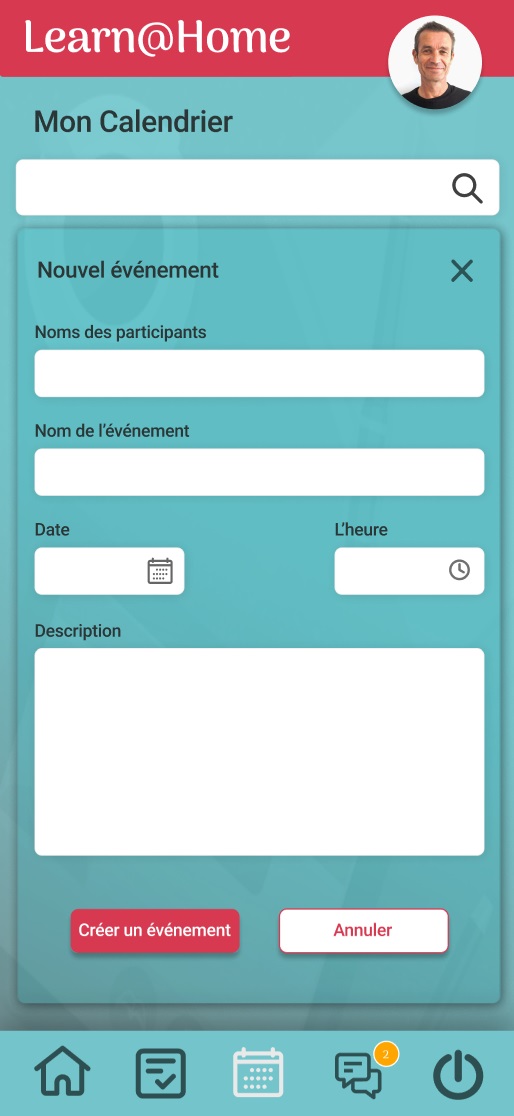 Learn@Home
Mon Calendrier
Nouvel événement
Noms des participants
Nom de l’événement
Date L’heure
Description
Créer un événement Annuler
2